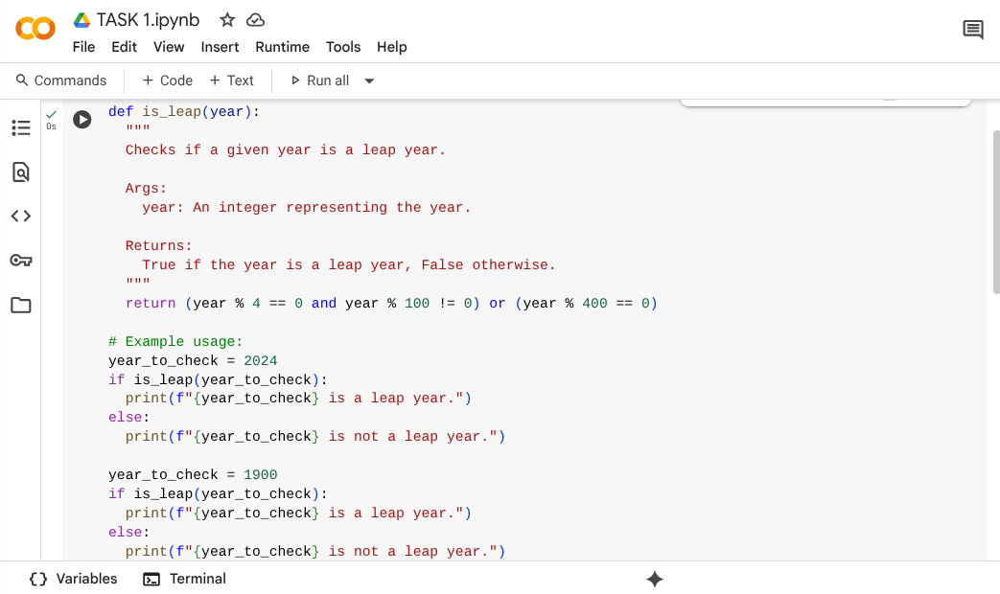 TASK 1.ipynb
File Edit View Insert Runtime Tools Help
Commands + Code + Text Run all
0s
def is_leap(year):
"""
Checks if a given year is a leap year.
Args:
year: An integer representing the year.
Returns:
True if the year is a leap year, False otherwise.
"""
return (year % 4 == 0 and year % 100 != 0) or (year % 400 == 0)
# Example usage:
year_to_check = 2024
if is_leap(year_to_check):
print(f"{year_to_check} is a leap year.")
else:
print(f"{year_to_check} is not a leap year.")
year_to_check = 1900
if is_leap(year_to_check):
print(f"{year_to_check} is a leap year.")
else:
print(f"{year_to_check} is not a leap year.")
Variables Terminal